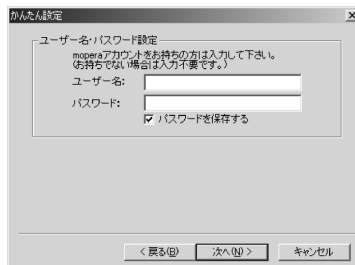 かんたん設定
ユーザー名・パスワード設定
moperaアカウントをお持ちの方は入力して下さい。
(お持ちでない場合は入力不要です。)
ユーザー名:
パスワード:
パスワードを保存する
< 戻る(B)
次へ(N) >
キャンセル